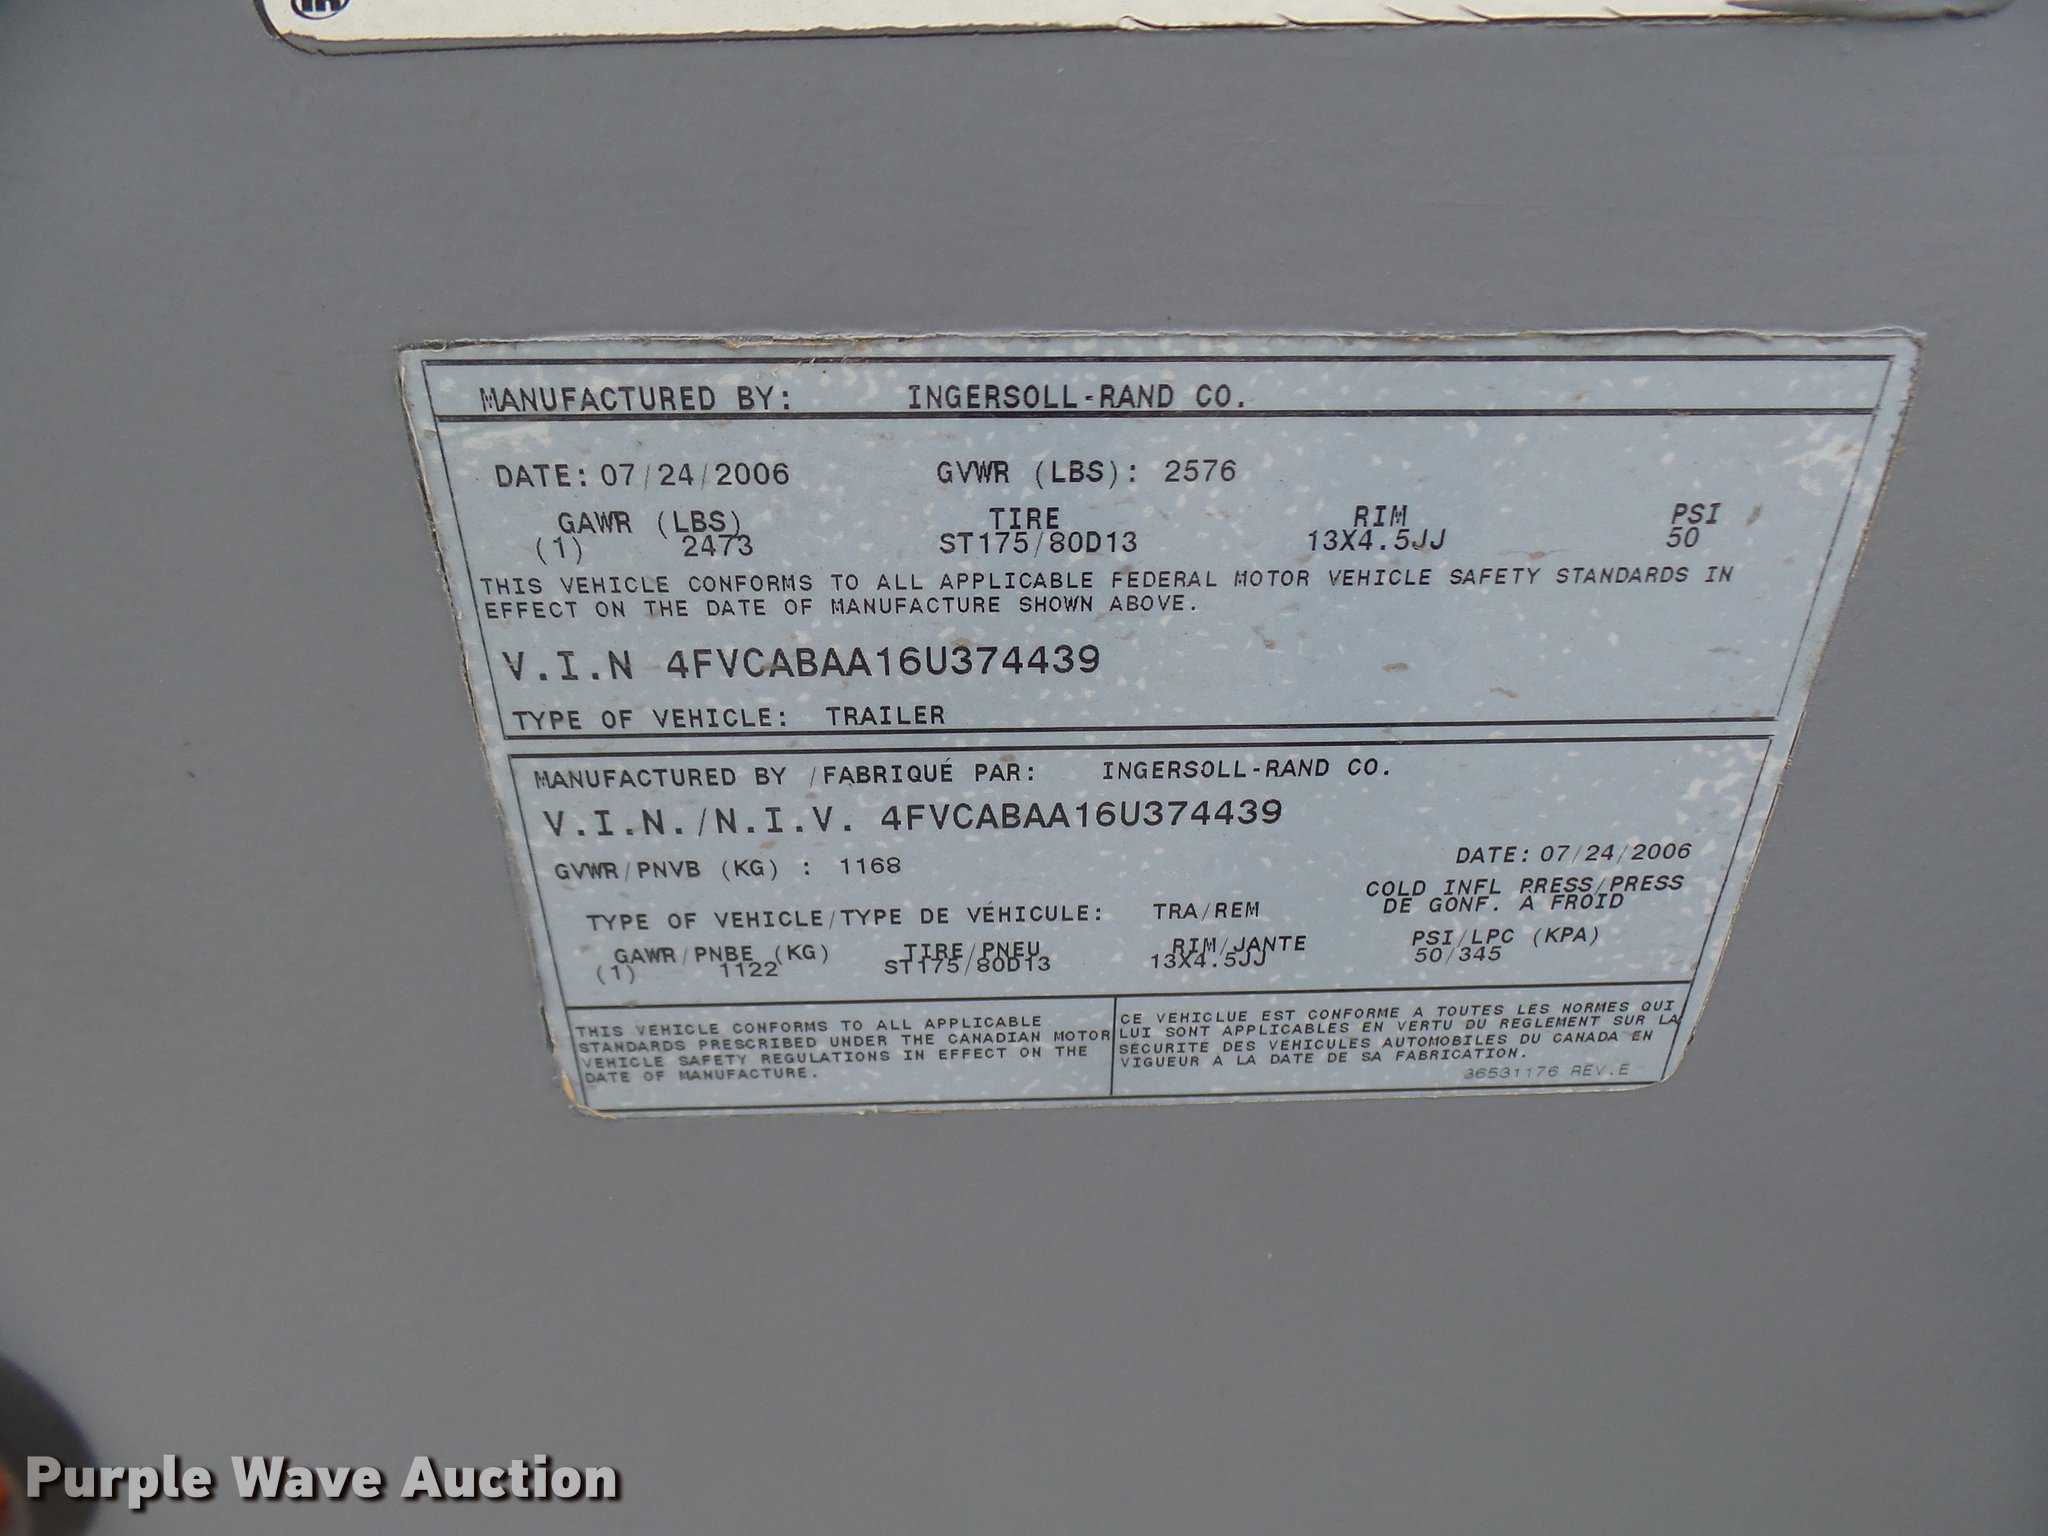 IR
MANUFACTURED BY: INGERSOLL-RAND CO.
DATE: 07/24/2006 GVWR (LBS): 2576
GAWR (LBS) TIRE RIM PSI
(1) 2473 ST175/80D13 13X4.5JJ 50
THIS VEHICLE CONFORMS TO ALL APPLICABLE FEDERAL MOTOR VEHICLE SAFETY STANDARDS IN
EFFECT ON THE DATE OF MANUFACTURE SHOWN ABOVE.
V.I.N 4FVCABAA16U374439
TYPE OF VEHICLE: TRAILER
MANUFACTURED BY /FABRIQUÉ PAR: INGERSOLL-RAND CO.
V.I.N./N.I.V. 4FVCABAA16U374439
GVWR/PNVB (KG) : 1168 DATE: 07/24/2006
COLD INFL PRESS/PRESS
DE GONF. À FROID
TYPE OF VEHICLE/TYPE DE VÉHICULE: TRA/REM
GAWR/PNBE (KG) TIRE/PNEU RIM/JANTE PSI/LPC (KPA)
(1) 1122 ST175/80D13 13X4.5JJ 50/345
THIS VEHICLE CONFORMS TO ALL APPLICABLE
STANDARDS PRESCRIBED UNDER THE CANADIAN MOTOR
VEHICLE SAFETY REGULATIONS IN EFFECT ON THE
DATE OF MANUFACTURE.
CE VEHICLUE EST CONFORME A TOUTES LES NORMES QUI
LUI SONT APPLICABLES EN VERTU DU REGLEMENT SUR LA
SÉCURITE DES VÉHICULES AUTOMOBILES DU CANADA EN
VIGUEUR A LA DATE DE SA FABRICATION.
36531176 REV.E
Purple Wave Auction